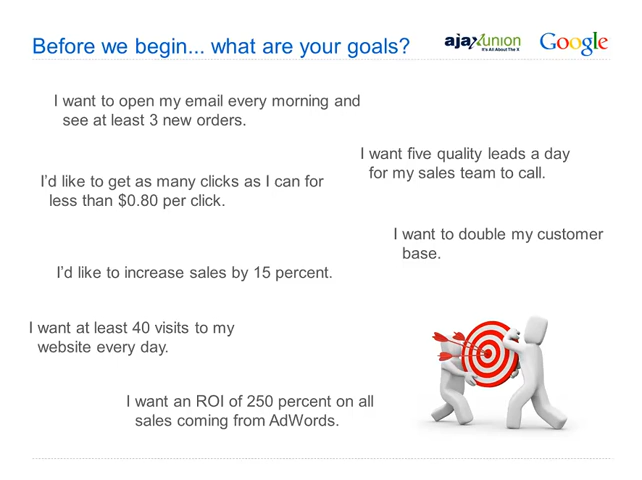 Before we begin... what are your goals?
ajaxunion
It's All About The X
Google
I want to open my email every morning and
see at least 3 new orders.
I want five quality leads a day
for my sales team to call.
I'd like to get as many clicks as I can for
less than $0.80 per click.
I want to double my customer
base.
I'd like to increase sales by 15 percent.
I want at least 40 visits to my
website every day.
I want an ROI of 250 percent on all
sales coming from AdWords.